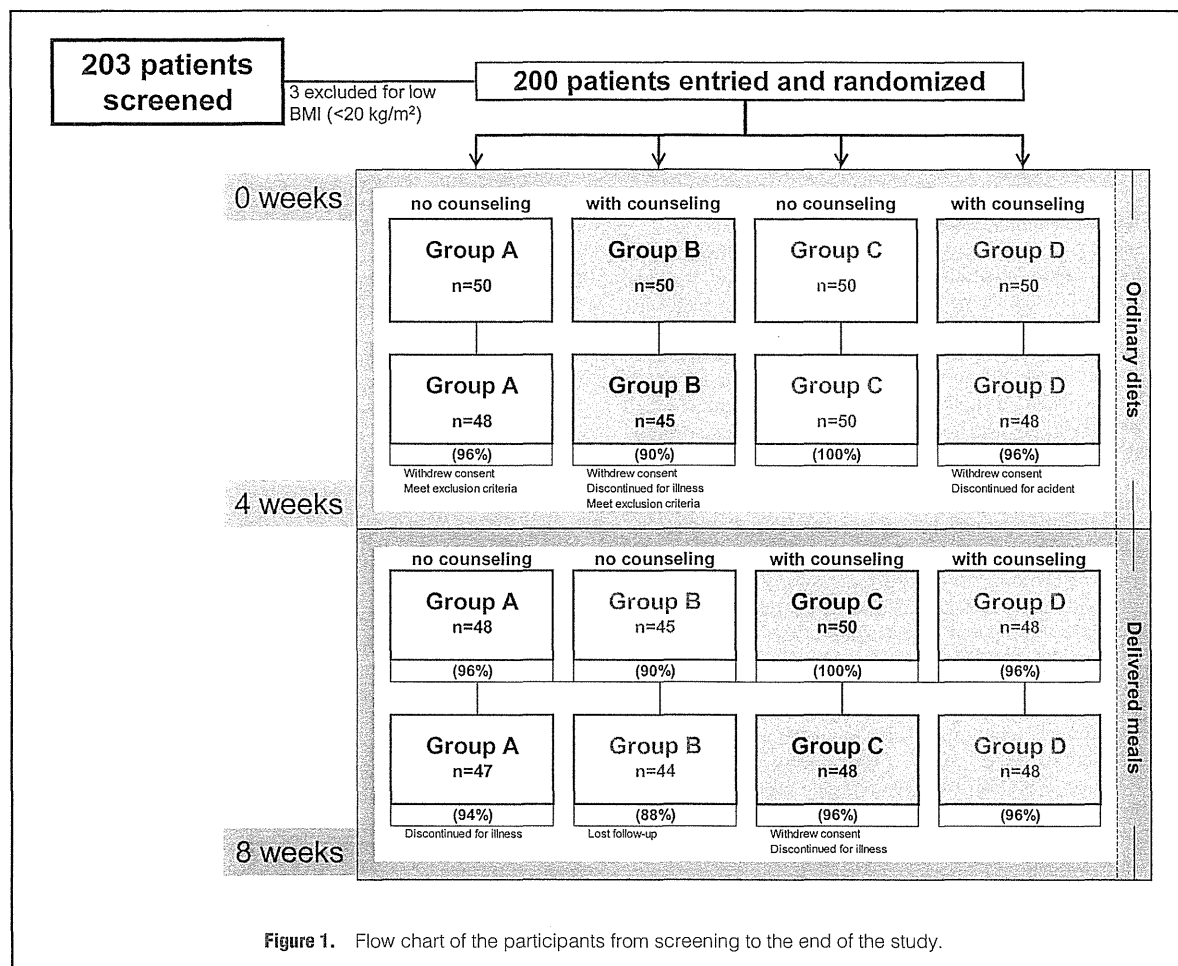 203 patients
screened
3 excluded for low
BMI (<20 kg/m²)
200 patients entried and randomized
0 weeks
no counseling with counseling no counseling with counseling
Group A Group B Group C Group D
n=50 n=50 n=50 n=50
Group A Group B Group C Group D
n=48 n=45 n=50 n=48
(96%) (90%) (100%) (96%)
Withdrew consent Withdrew consent Withdrew consent
Meet exclusion criteria Discontinued for illness Discontinued for acident
Meet exclusion criteria
Ordinary diets
4 weeks
no counseling no counseling with counseling with counseling
Group A Group B Group C Group D
n=48 n=45 n=50 n=48
(96%) (90%) (100%) (96%)
Group A Group B Group C Group D
n=47 n=44 n=48 n=48
(94%) (88%) (96%) (96%)
Discontinued for illness Lost follow-up Withdrew consent
Discontinued for illness
Delivered meals
8 weeks
Figure 1. Flow chart of the participants from screening to the end of the study.